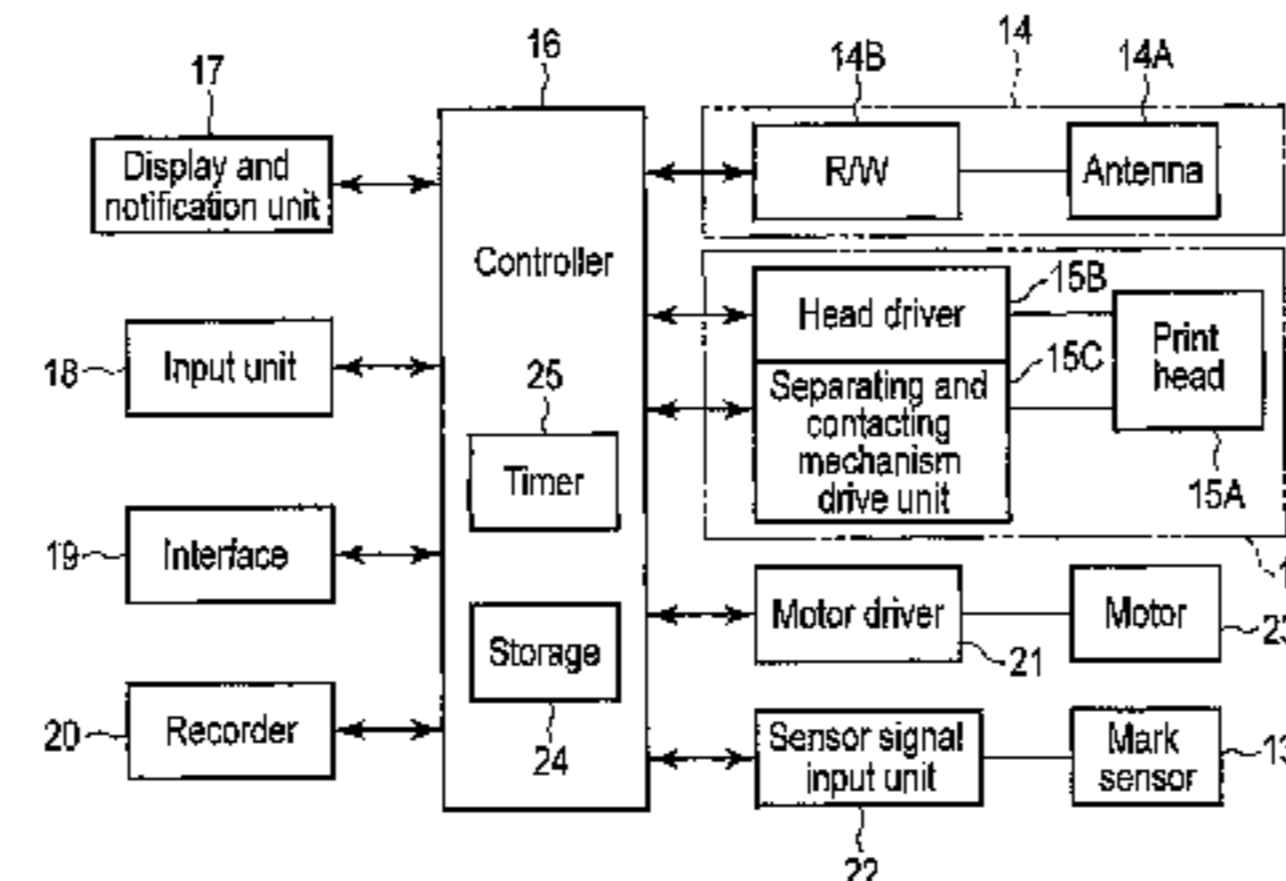 16
14
17
14B
14A
Display and
notification unit
R/W
Antenna
Controller
15B
Head driver
Print
head
18
Input unit
25
15C
Separating and
contacting
mechanism
drive unit
Timer
15A
19
Interface
Motor driver
Motor
21
Storage
20
Recorder
24
Sensor signal
input unit
Mark
sensor
22